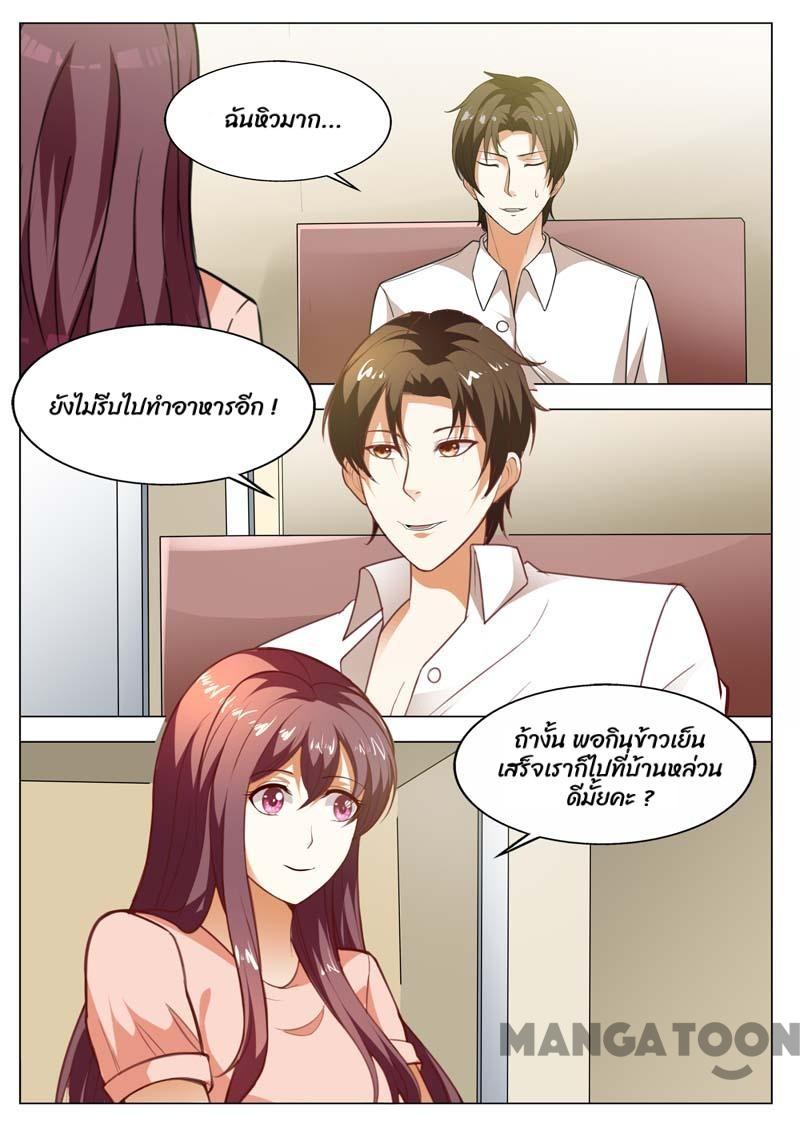 ฉันหิวมาก...
ยังไม่รีบไปทำอาหารอีก !
ถ้างั้น พอกินข้าวเย็น
เสร็จเราก็ไปที่บ้านหล่วน
ดีมั้ยคะ ?
MANGATOON